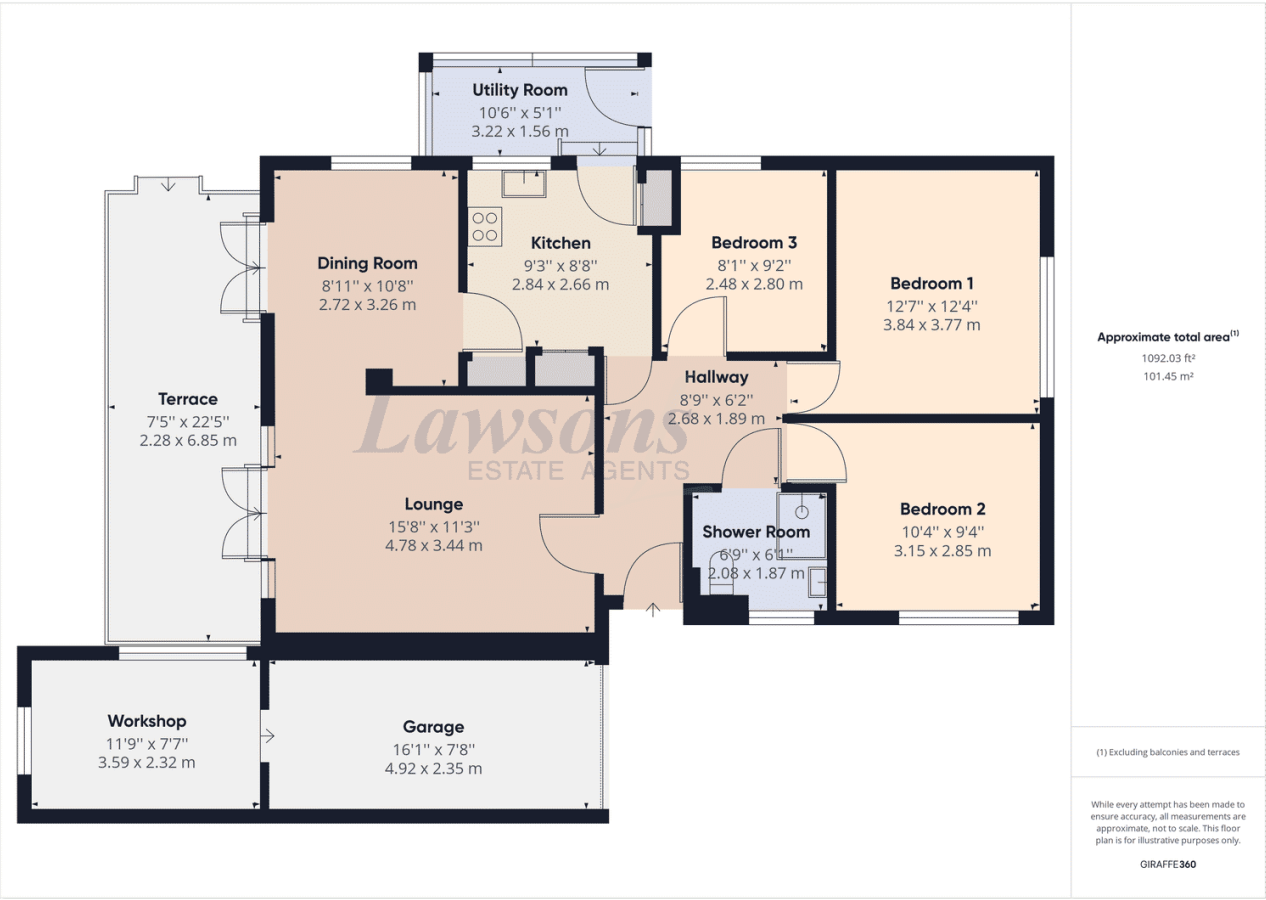 Utility Room
10'6'' x 5'1''
3.22 x 1.56 m
Dining Room
8'11'' x 10'8''
2.72 x 3.26 m
Kitchen
9'3'' x 8'8''
2.84 x 2.66 m
Bedroom 3
8'1'' x 9'2''
2.48 x 2.80 m
Bedroom 1
12'7'' x 12'4''
3.84 x 3.77 m
Terrace
7'5'' x 22'5''
2.28 x 6.85 m
Hallway
8'9'' x 6'2''
2.68 x 1.89 m
Lawsons
ESTATE AGENTS
Lounge
15'8'' x 11'3''
4.78 x 3.44 m
Shower Room
6'9'' x 6'1''
2.08 x 1.87 m
Bedroom 2
10'4'' x 9'4''
3.15 x 2.85 m
Workshop
11'9'' x 7'7''
3.59 x 2.32 m
Garage
16'1'' x 7'8''
4.92 x 2.35 m
Approximate total area(1)
1092.03 ft²
101.45 m²
(1) Excluding balconies and terraces
While every attempt has been made to
ensure accuracy, all measurements are
approximate, not to scale. This floor
plan is for illustrative purposes only.
GIRAFFE360